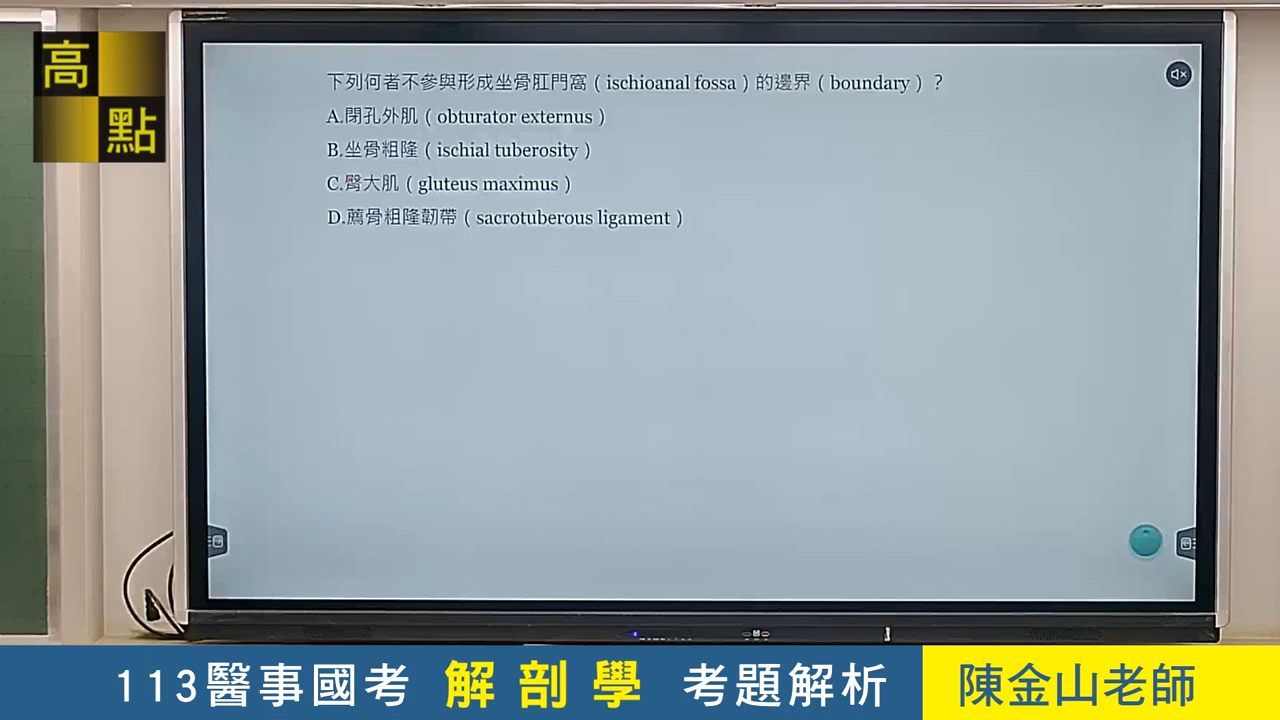 高點
下列何者不參與形成坐骨肛門窩（ischioanal fossa）的邊界（boundary）？
A.閉孔外肌（obturator externus）
B.坐骨粗隆（ischial tuberosity）
C.臀大肌（gluteus maximus）
D.薦骨粗隆韌帶（sacrotuberous ligament）
113醫事國考 解剖學 考題解析 陳金山老師